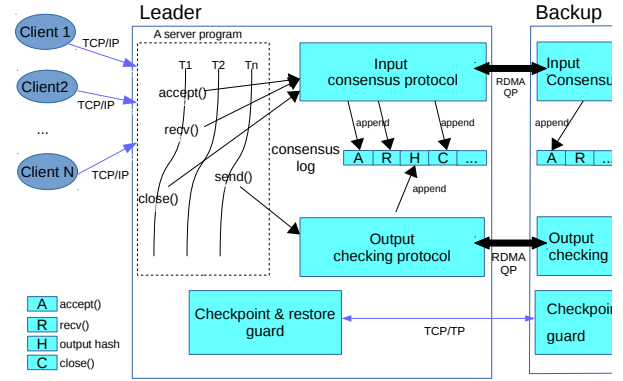 Leader
Backup
Client 1
TCP/IP
A server program
T1
T2
Tn
Input
consensus protocol
RDMA
QP
Input
Consensu
Client2
TCP/IP
accept()
recv()
append
append
append
...
consensus
log
A
R
H
C
...
A
R
...
Client N
TCP/IP
close()
send()
append
Output
checking protocol
RDMA
QP
Output
checking
Checkpoint & restore
guard
TCP/TP
Checkpoi
guard
A
accept()
R
recv()
H
output hash
C
close()